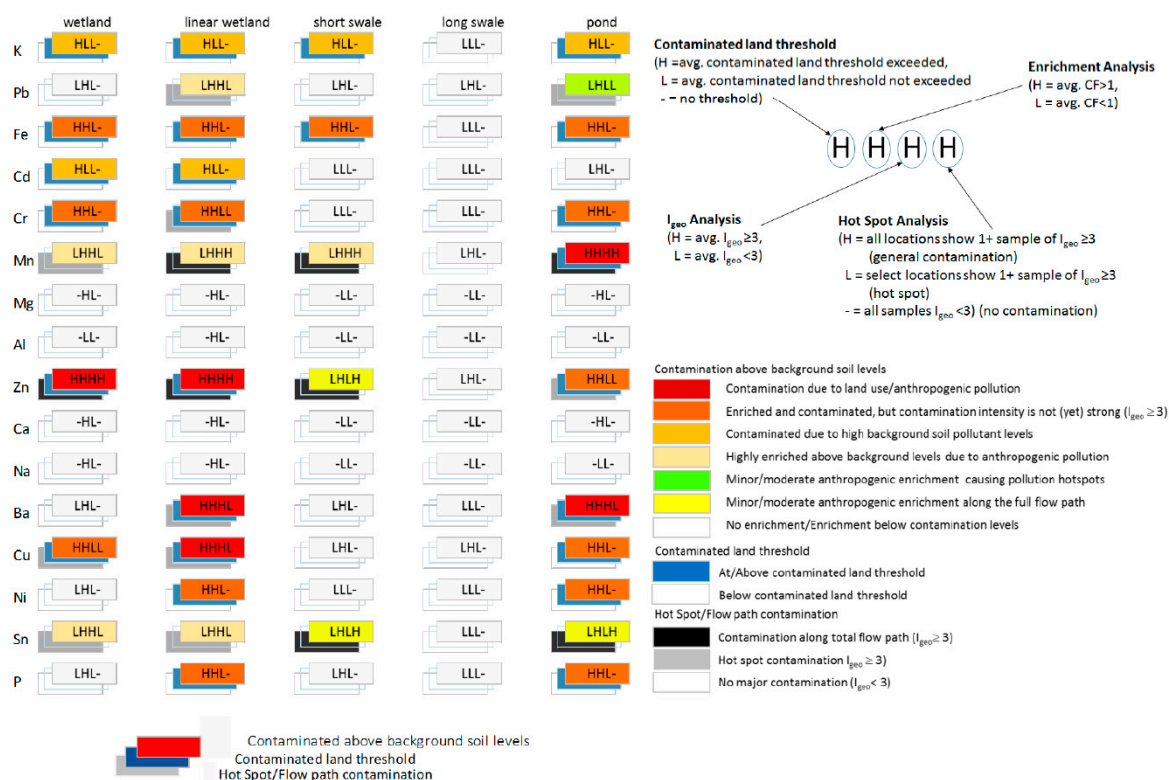 wetland linear wetland short swale long swale pond
K HLL- HLL- HLL- LLL- HLL-
Pb LHL- LHHL LHL- LHL- LHLL
Fe HHL- HHL- HHL- LLL- HHL-
Cd HLL- HLL- LLL- LLL- LHL-
Cr HHL- HHLL LLL- LLL- HHL-
Mn LHHL LHHH LHHH LHL- HHHH
Mg -HL- -HL- -LL- -LL- -HL-
Al -LL- -HL- -LL- -LL- -LL-
Zn HHHH HHHH LHLH LHL- HHLL
Ca -HL- -HL- -LL- -LL- -HL-
Na -HL- -HL- -LL- -LL- -LL-
Ba LHL- HHHL LHL- LLL- HHHL
Cu HHLL HHHL LHL- LHL- HHL-
Ni LHL- HHL- LLL- LLL- HHL-
Sn LHHL LHHL LHLH LLL- LHLH
P LHL- HHL- LHL- LLL- HHL-
Contaminated land threshold
(H =avg. contaminated land threshold exceeded,
L = avg. contaminated land threshold not exceeded
- = no threshold)
Enrichment Analysis
(H = avg. CF>1,
L = avg. CF<1)
H H H H
Igeo Analysis
(H = avg. Igeo ≥3,
L = avg. Igeo <3)
Hot Spot Analysis
(H = all locations show 1+ sample of Igeo ≥3
(general contamination)
L = select locations show 1+ sample of Igeo ≥3
(hot spot)
- = all samples Igeo <3) (no contamination)
Contamination above background soil levels
Contamination due to land use/anthropogenic pollution
Enriched and contaminated, but contamination intensity is not (yet) strong (Igeo ≥ 3)
Contaminated due to high background soil pollutant levels
Highly enriched above background levels due to anthropogenic pollution
Minor/moderate anthropogenic enrichment causing pollution hotspots
Minor/moderate anthropogenic enrichment along the full flow path
No enrichment/Enrichment below contamination levels
Contaminated land threshold
At/Above contaminated land threshold
Below contaminated land threshold
Hot Spot/Flow path contamination
Contamination along total flow path (Igeo ≥ 3)
Hot spot contamination Igeo ≥ 3)
No major contamination (Igeo < 3)
Contaminated above background soil levels
Contaminated land threshold
Hot Spot/Flow path contamination